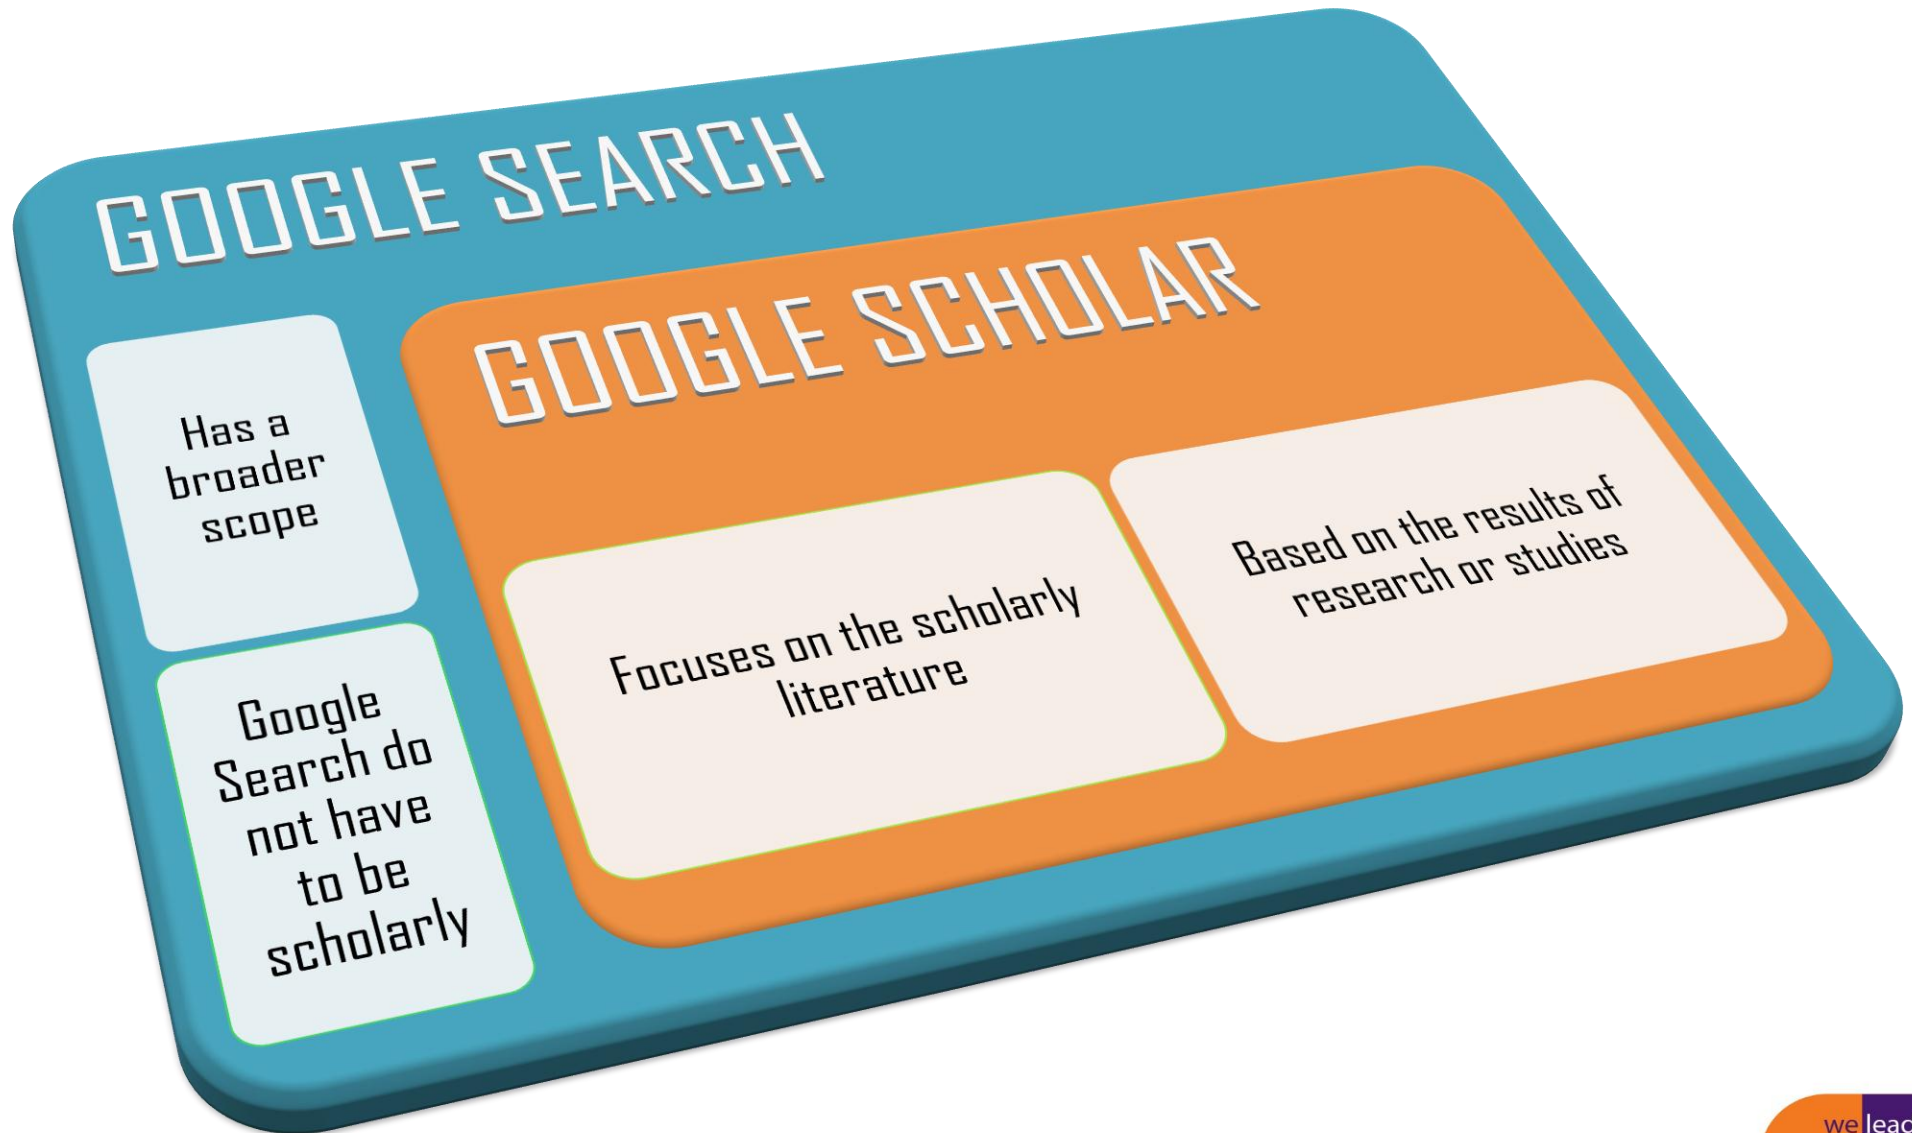 GOOGLE SEARCH
GOOGLE SCHOLAR
Has a
broader
scope
Google
Search do
not have
to be
scholarly
Focuses on the scholarly
literature
Based on the results of
research or studies
we lead